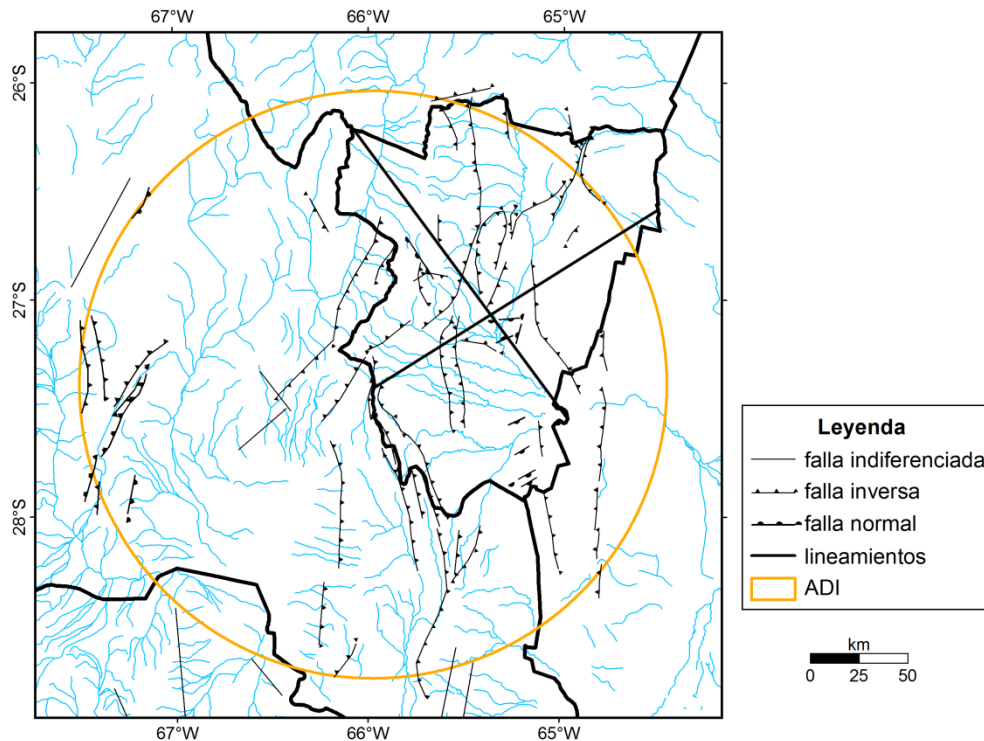 67°W 66°W 65°W
26°S
27°S
28°S
67°W 66°W 65°W
Leyenda
falla indiferenciada
falla inversa
falla normal
lineamientos
ADI
km
0 25 50